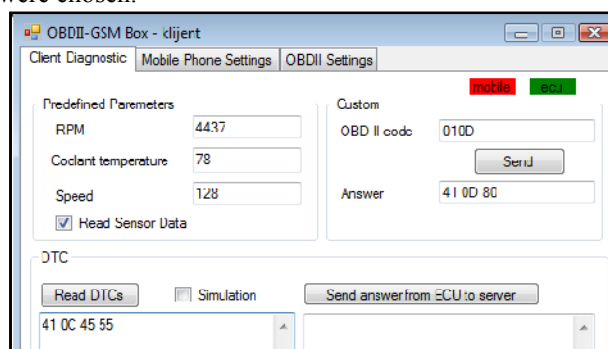 were chosen.
OBDII-GSM Box - klijent
Client Diagnostic Mobile Phone Settings OBDII Settings
mobile ecu
Predefined Parameters
RPM 4437
Coolant temperature 78
Speed 128
Read Sensor Data
Custom
OBD II code 010D
Send
Answer 41 0D 80
DTC
Read DTCs Simulation Send answer from ECU to server
41 0C 45 55